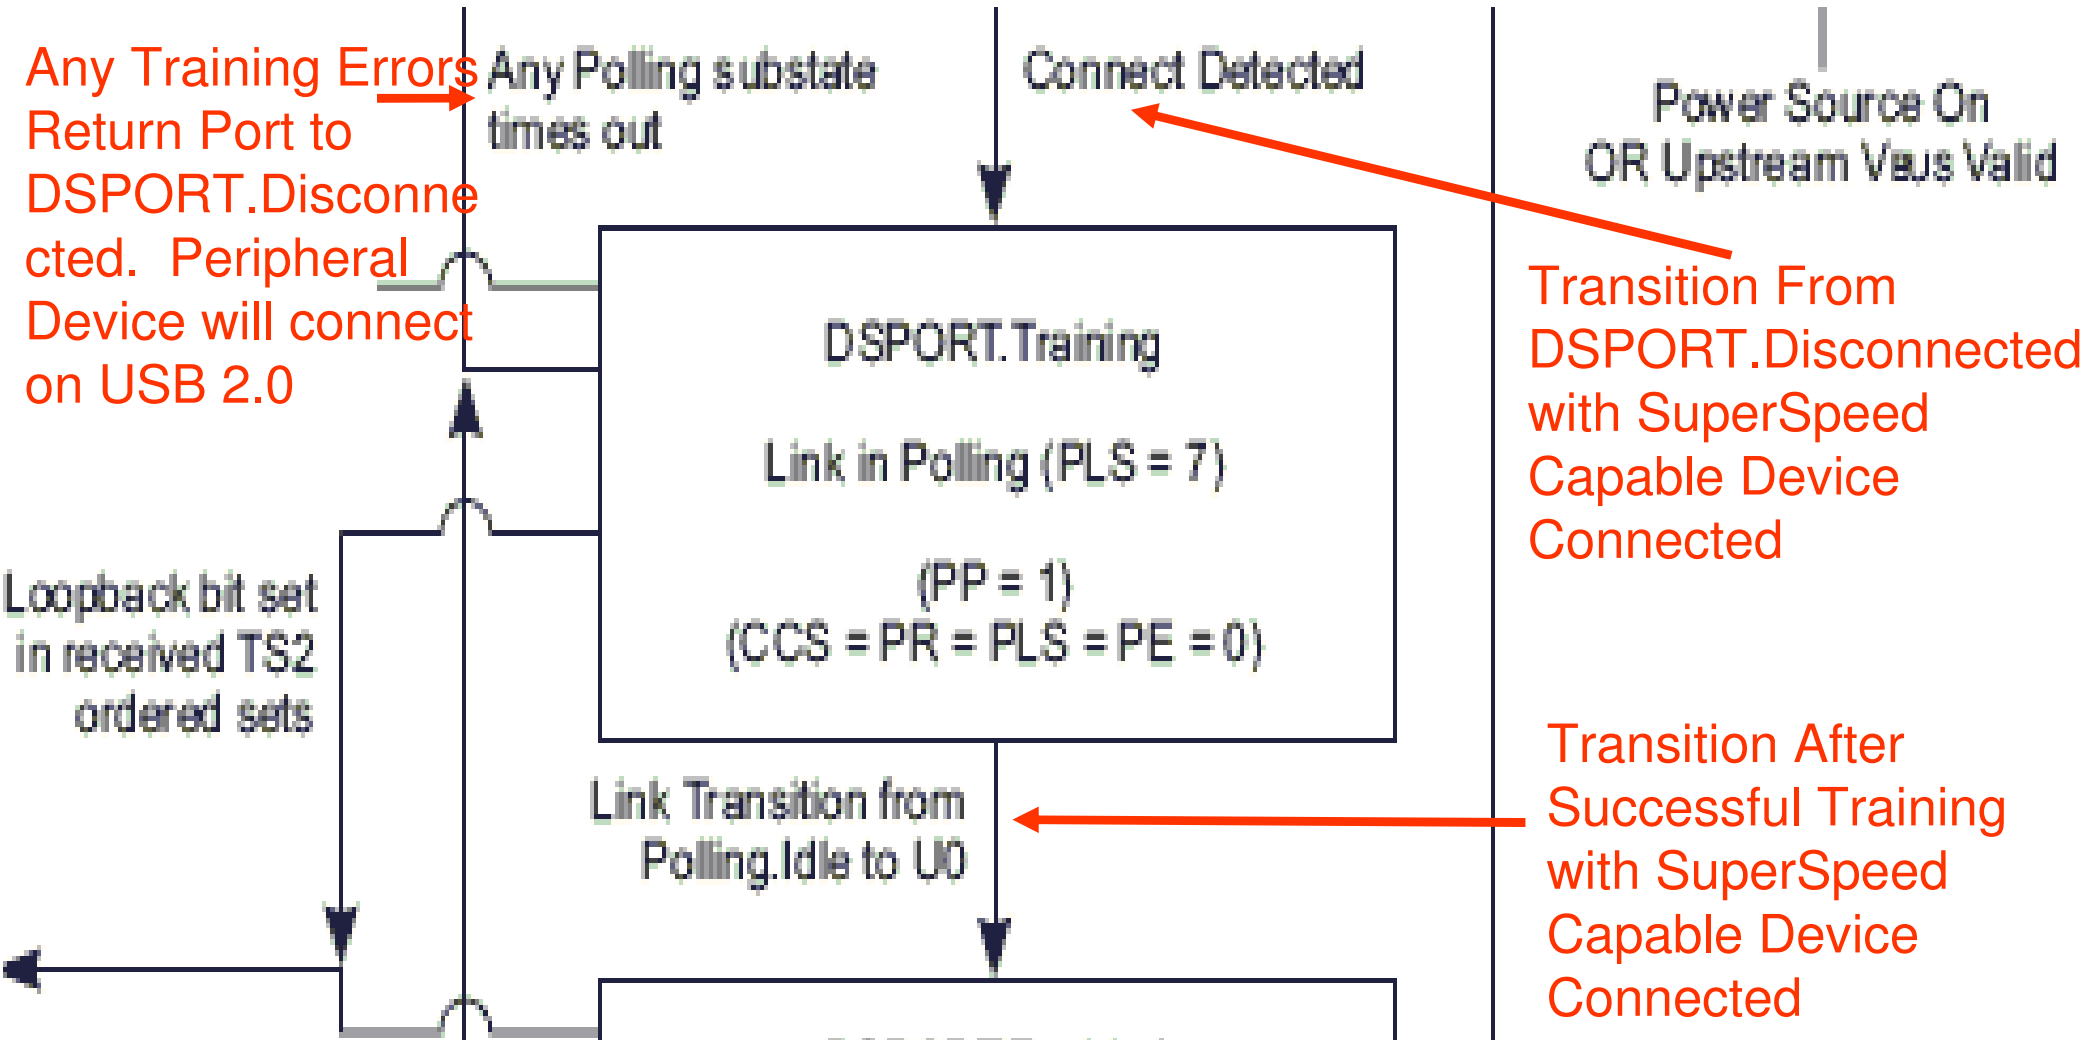 Any Training Errors
Return Port to
DSPORT.Disconne
cted.  Peripheral
Device will connect
on USB 2.0
Any Polling substate
times out
Connect Detected
Power Source On
OR Upstream VBUS Valid
Transition From
DSPORT.Disconnected
with SuperSpeed
Capable Device
Connected
DSPORT.Training
Link in Polling (PLS = 7)
(PP = 1)
(CCS = PR = PLS = PE = 0)
Loopback bit set
in received TS2
ordered sets
Link Transition from
Polling.Idle to U0
Transition After
Successful Training
with SuperSpeed
Capable Device
Connected